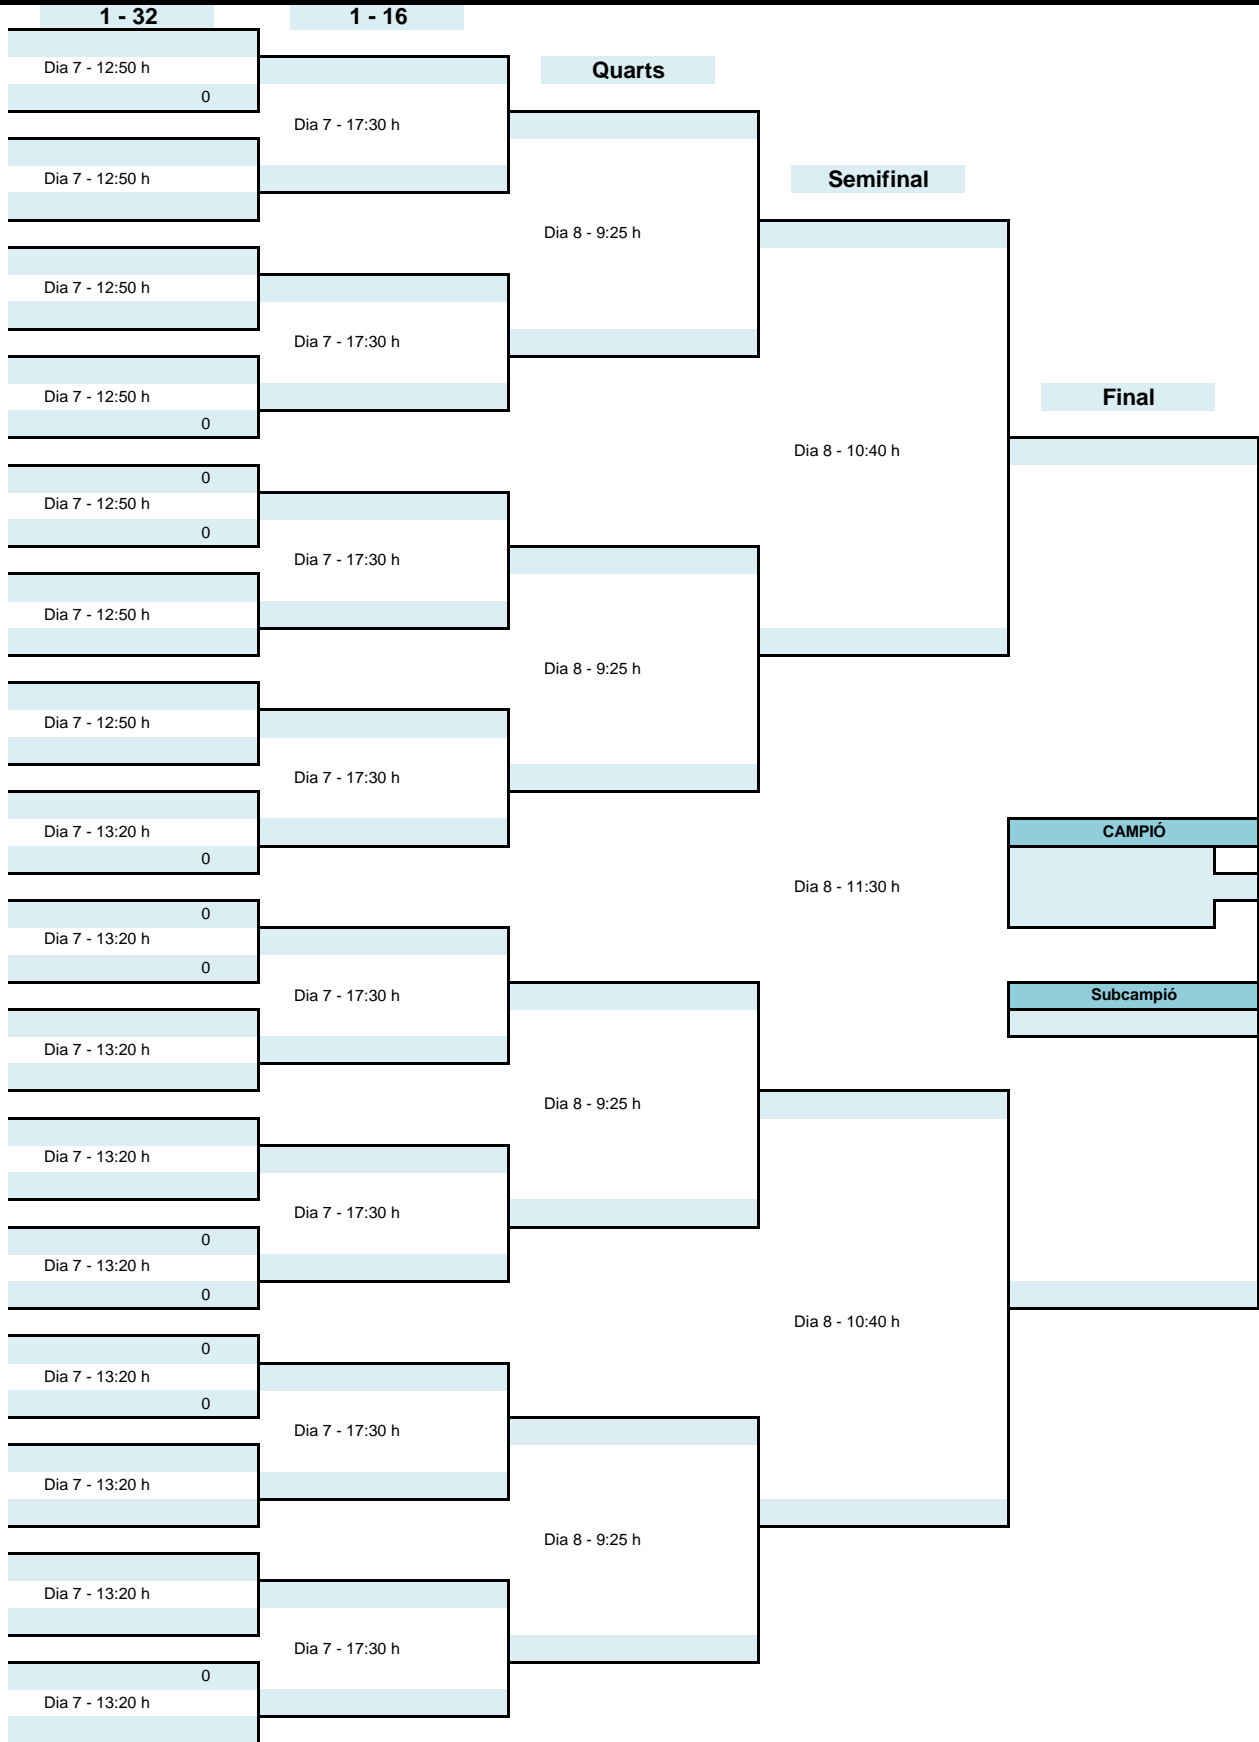 1 - 32
1 - 16
Dia 7 - 12:50 h
Quarts
0
Dia 7 - 17:30 h
Dia 7 - 12:50 h
Semifinal
Dia 8 - 9:25 h
Dia 7 - 12:50 h
Dia 7 - 17:30 h
Dia 7 - 12:50 h
Final
0
Dia 8 - 10:40 h
0
Dia 7 - 12:50 h
0
Dia 7 - 17:30 h
Dia 7 - 12:50 h
Dia 8 - 9:25 h
Dia 7 - 12:50 h
Dia 7 - 17:30 h
Dia 7 - 13:20 h
CAMPIÓ
0
Dia 8 - 11:30 h
0
Dia 7 - 13:20 h
0
Dia 7 - 17:30 h
Subcampió
Dia 7 - 13:20 h
Dia 8 - 9:25 h
Dia 7 - 13:20 h
Dia 7 - 17:30 h
0
Dia 7 - 13:20 h
0
Dia 8 - 10:40 h
0
Dia 7 - 13:20 h
0
Dia 7 - 17:30 h
Dia 7 - 13:20 h
Dia 8 - 9:25 h
Dia 7 - 13:20 h
Dia 7 - 17:30 h
0
Dia 7 - 13:20 h